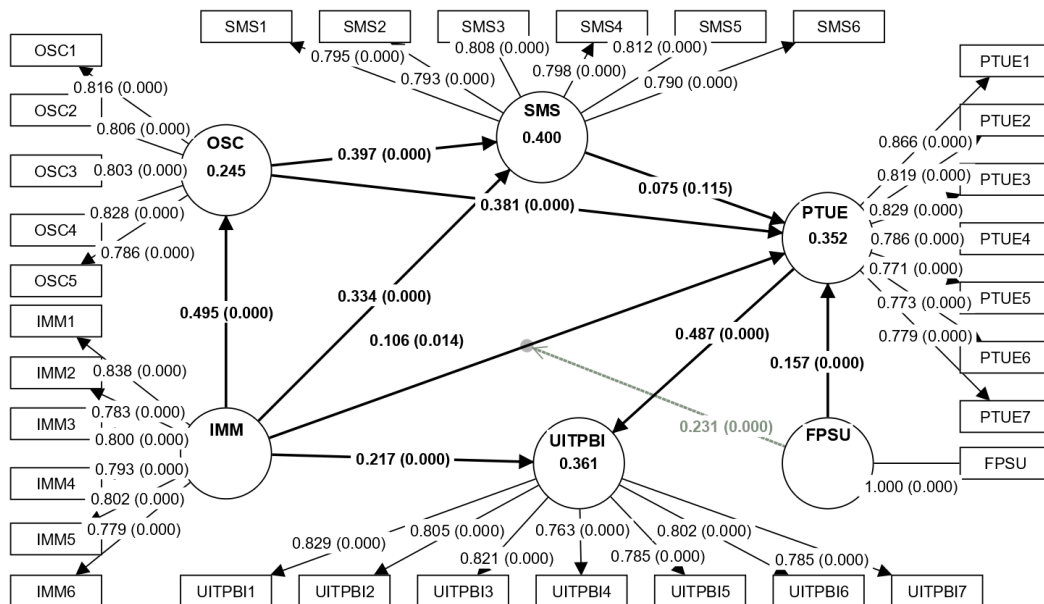 SMS1
SMS2
SMS3
SMS4
SMS5
SMS6
0.795 (0.000)
0.793 (0.000)
0.808 (0.000)
0.798 (0.000)
0.812 (0.000)
0.790 (0.000)
OSC1
OSC2
OSC3
OSC4
OSC5
0.816 (0.000)
0.806 (0.000)
0.803 (0.000)
0.828 (0.000)
0.786 (0.000)
OSC
0.245
SMS
0.400
PTUE
0.352
0.397 (0.000)
0.381 (0.000)
0.075 (0.115)
0.495 (0.000)
0.334 (0.000)
0.106 (0.014)
0.487 (0.000)
0.157 (0.000)
0.231 (0.000)
0.217 (0.000)
PTUE1
PTUE2
PTUE3
PTUE4
PTUE5
PTUE6
PTUE7
0.866 (0.000)
0.819 (0.000)
0.829 (0.000)
0.786 (0.000)
0.771 (0.000)
0.773 (0.000)
0.779 (0.000)
IMM1
IMM2
IMM3
IMM4
IMM5
IMM6
0.838 (0.000)
0.783 (0.000)
0.800 (0.000)
0.793 (0.000)
0.802 (0.000)
0.779 (0.000)
IMM
UITPBI
0.361
FPSU
1.000 (0.000)
FPSU
0.829 (0.000)
0.805 (0.000)
0.821 (0.000)
0.763 (0.000)
0.785 (0.000)
0.802 (0.000)
0.785 (0.000)
UITPBI1
UITPBI2
UITPBI3
UITPBI4
UITPBI5
UITPBI6
UITPBI7